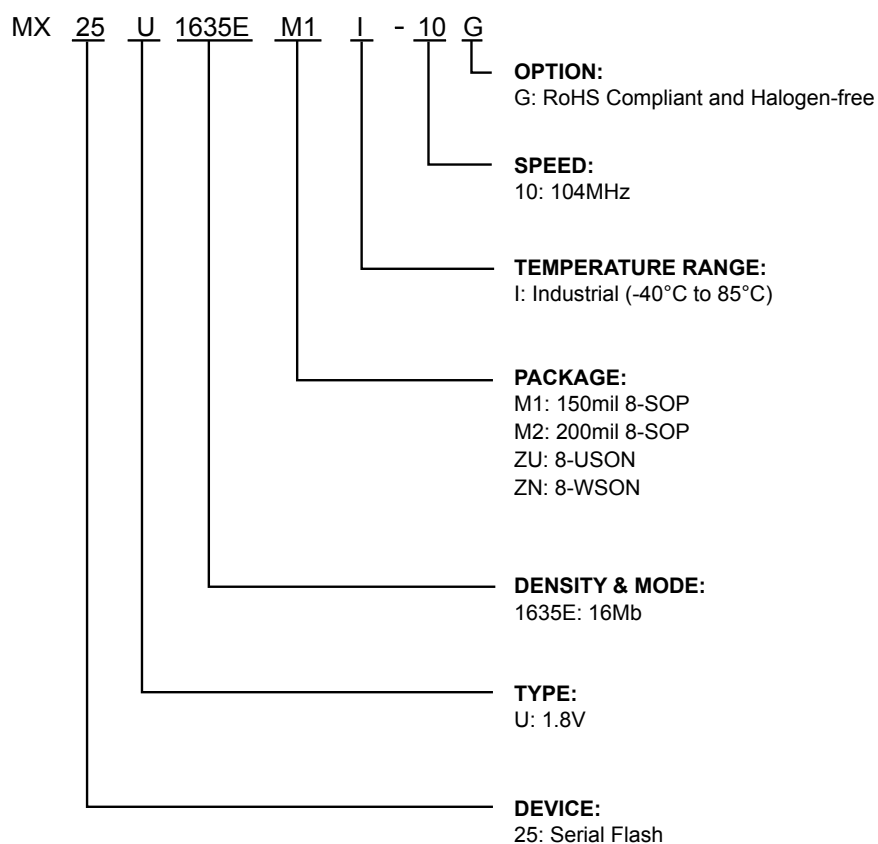 MX 25 U 1635E M1 I - 10 G
OPTION:
G: RoHS Compliant and Halogen-free
SPEED:
10: 104MHz
TEMPERATURE RANGE:
I: Industrial (-40°C to 85°C)
PACKAGE:
M1: 150mil 8-SOP
M2: 200mil 8-SOP
ZU: 8-USON
ZN: 8-WSON
DENSITY & MODE:
1635E: 16Mb
TYPE:
U: 1.8V
DEVICE:
25: Serial Flash